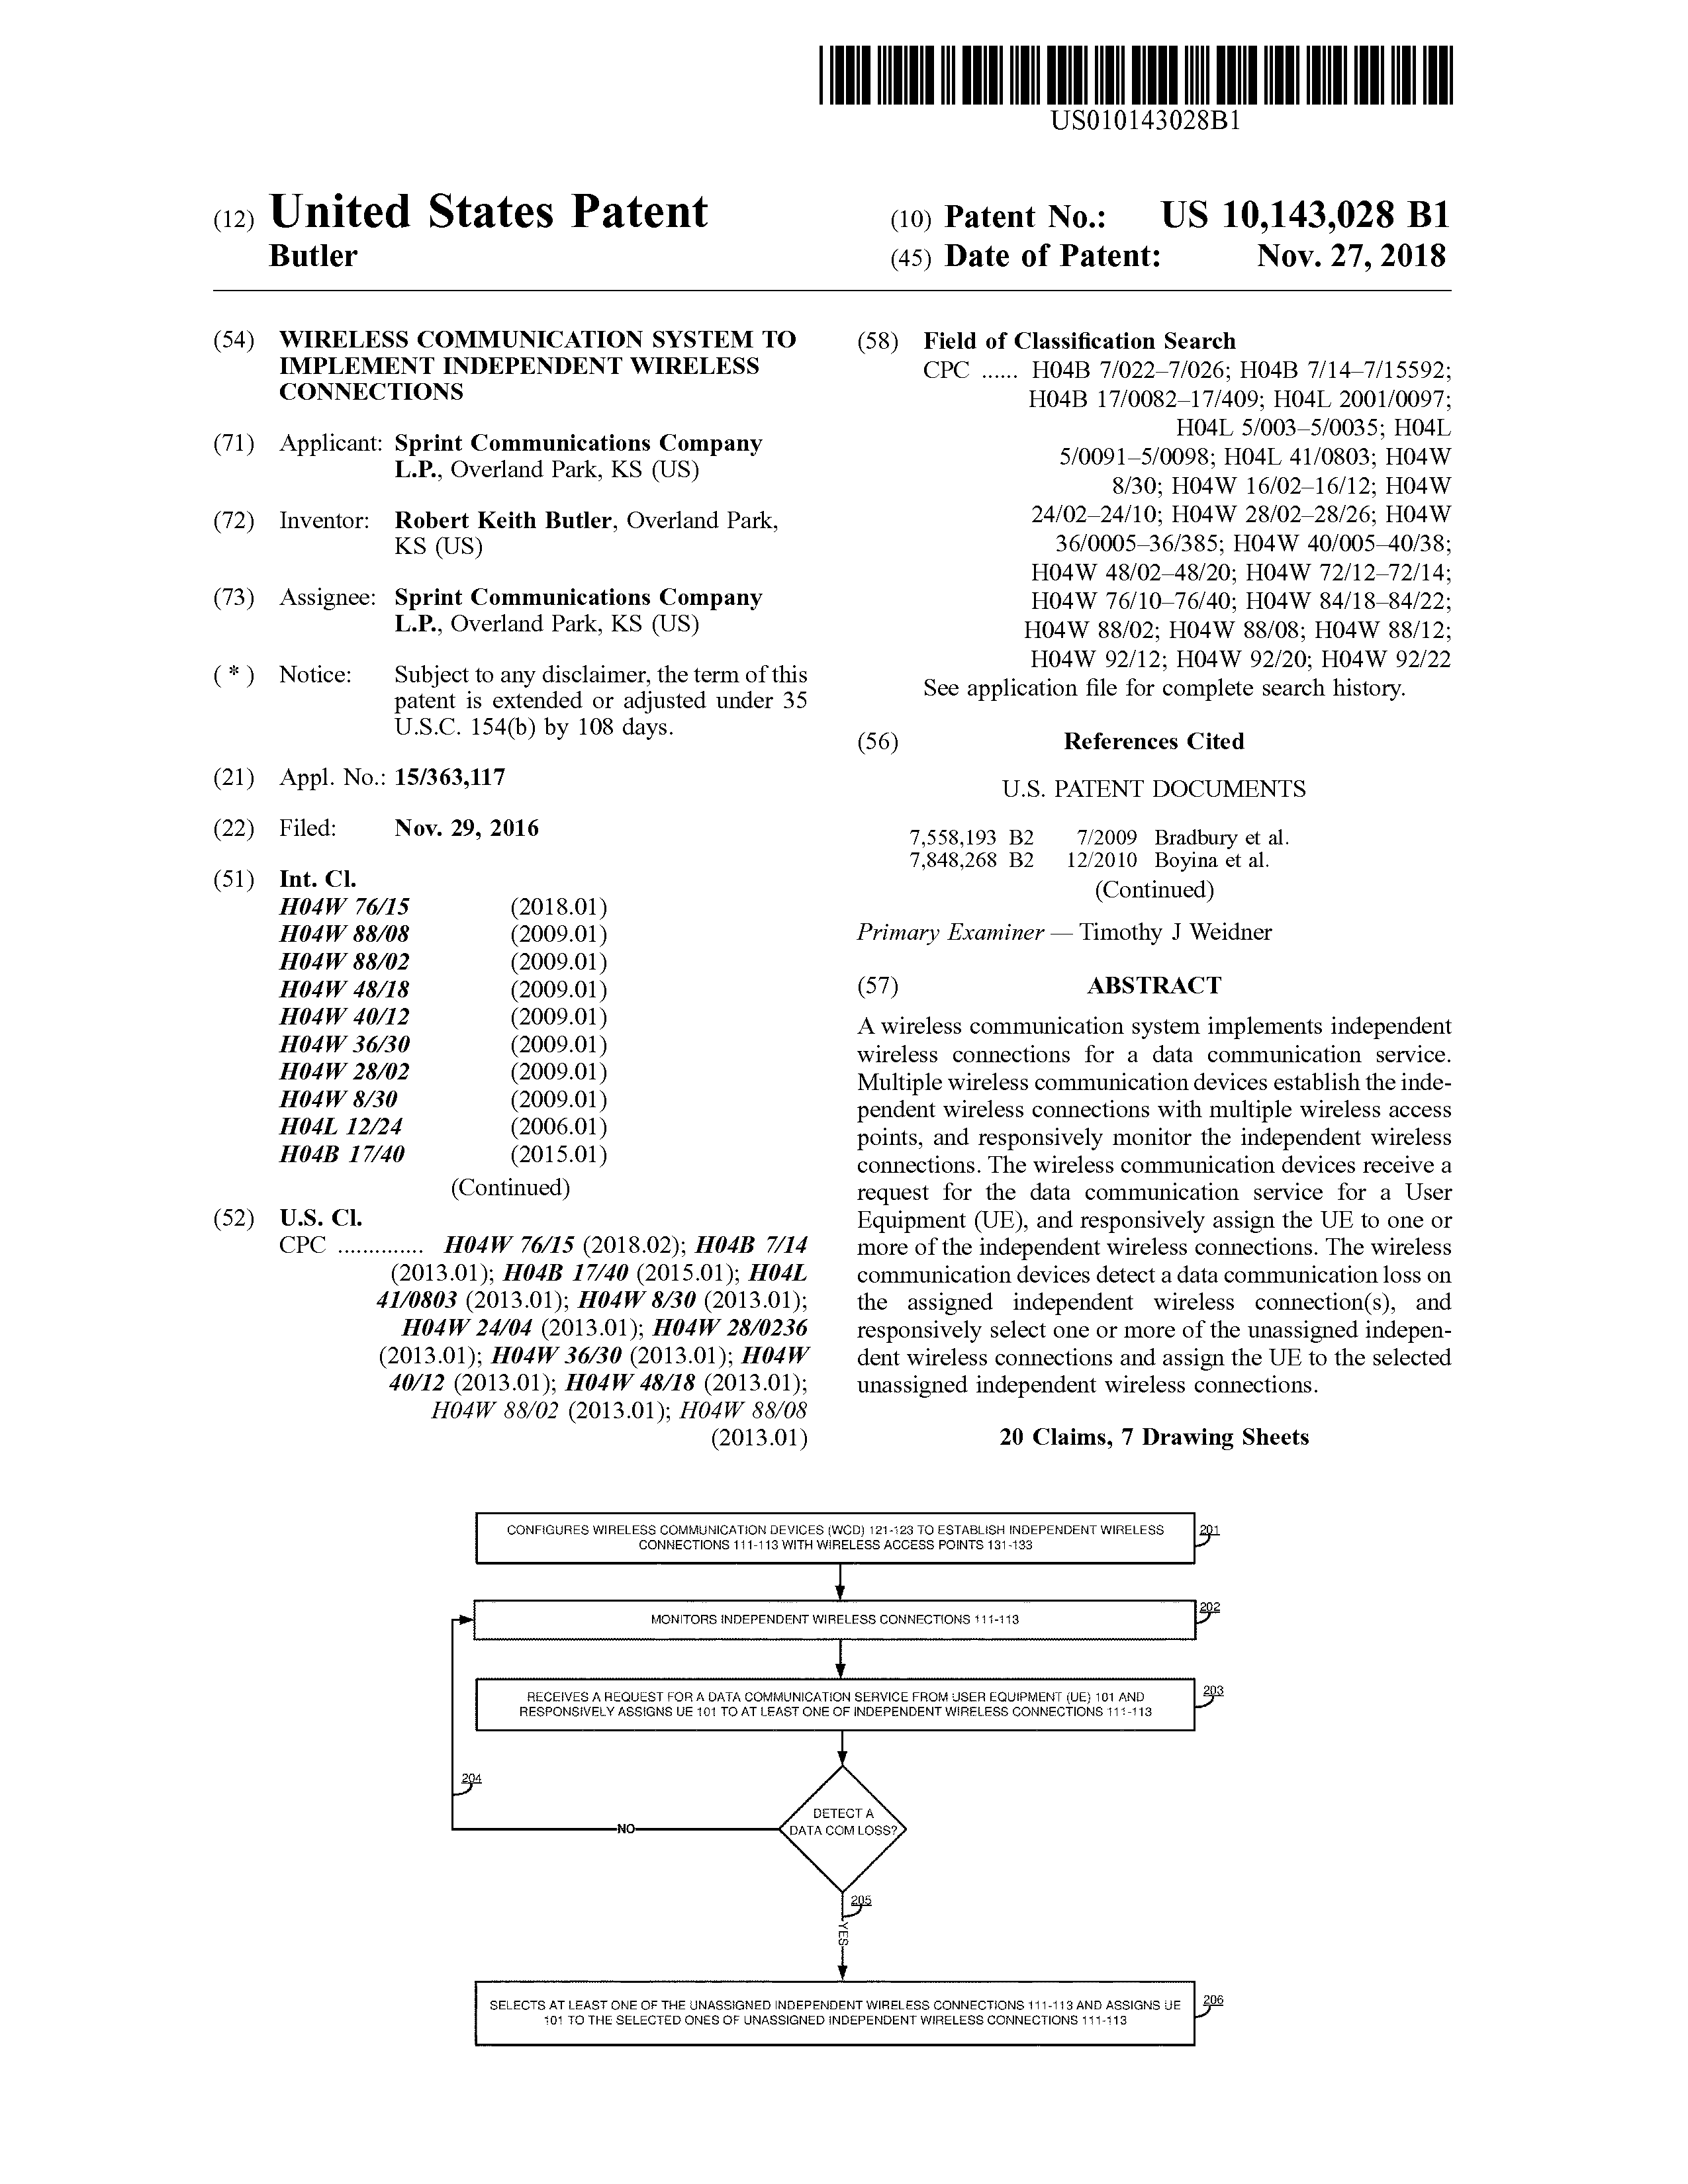 US010143028B1
(12) United States Patent
Butler
(10) Patent No.: US 10,143,028 B1
(45) Date of Patent: Nov. 27, 2018
(54) WIRELESS COMMUNICATION SYSTEM TO
IMPLEMENT INDEPENDENT WIRELESS
CONNECTIONS
(71) Applicant: Sprint Communications Company
L.P., Overland Park, KS (US)
(72) Inventor: Robert Keith Butler, Overland Park,
KS (US)
(73) Assignee: Sprint Communications Company
L.P., Overland Park, KS (US)
( * ) Notice: Subject to any disclaimer, the term of this
patent is extended or adjusted under 35
U.S.C. 154(b) by 108 days.
(21) Appl. No.: 15/363,117
(22) Filed: Nov. 29, 2016
(51) Int. Cl.
H04W 76/15 (2018.01)
H04W 88/08 (2009.01)
H04W 88/02 (2009.01)
H04W 48/18 (2009.01)
H04W 40/12 (2009.01)
H04W 36/30 (2009.01)
H04W 28/02 (2009.01)
H04W 8/30 (2009.01)
H04L 12/24 (2006.01)
H04B 17/40 (2015.01)
(Continued)
(52) U.S. Cl.
CPC .............. H04W 76/15 (2018.02); H04B 7/14
(2013.01); H04B 17/40 (2015.01); H04L
41/0803 (2013.01); H04W 8/30 (2013.01);
H04W 24/04 (2013.01); H04W 28/0236
(2013.01); H04W 36/30 (2013.01); H04W
40/12 (2013.01); H04W 48/18 (2013.01);
H04W 88/02 (2013.01); H04W 88/08
(2013.01)
(58) Field of Classification Search
CPC ...... H04B 7/022–7/026; H04B 7/14–7/15592;
H04B 17/0082–17/409; H04L 2001/0097;
H04L 5/003–5/0035; H04L
5/0091–5/0098; H04L 41/0803; H04W
8/30; H04W 16/02–16/12; H04W
24/02–24/10; H04W 28/02–28/26; H04W
36/0005–36/385; H04W 40/005–40/38;
H04W 48/02–48/20; H04W 72/12–72/14;
H04W 76/10–76/40; H04W 84/18–84/22;
H04W 88/02; H04W 88/08; H04W 88/12;
H04W 92/12; H04W 92/20; H04W 92/22
See application file for complete search history.
(56) References Cited
U.S. PATENT DOCUMENTS
7,558,193 B2 7/2009 Bradbury et al.
7,848,268 B2 12/2010 Boyina et al.
(Continued)
Primary Examiner — Timothy J Weidner
(57) ABSTRACT
A wireless communication system implements independent
wireless connections for a data communication service.
Multiple wireless communication devices establish the inde-
pendent wireless connections with multiple wireless access
points, and responsively monitor the independent wireless
connections. The wireless communication devices receive a
request for the data communication service for a User
Equipment (UE), and responsively assign the UE to one or
more of the independent wireless connections. The wireless
communication devices detect a data communication loss on
the assigned independent wireless connection(s), and
responsively select one or more of the unassigned indepen-
dent wireless connections and assign the UE to the selected
unassigned independent wireless connections.
20 Claims, 7 Drawing Sheets
CONFIGURES WIRELESS COMMUNICATION DEVICES (WCD) 121-123 TO ESTABLISH INDEPENDENT WIRELESS
CONNECTIONS 111-113 WITH WIRELESS ACCESS POINTS 131-133
201
MONITORS INDEPENDENT WIRELESS CONNECTIONS 111-113
202
RECEIVES A REQUEST FOR A DATA COMMUNICATION SERVICE FROM USER EQUIPMENT (UE) 101 AND
RESPONSIVELY ASSIGNS UE 101 TO AT LEAST ONE OF INDEPENDENT WIRELESS CONNECTIONS 111-113
203
204
DETECT A
DATA COM LOSS?
NO
205
YES
SELECTS AT LEAST ONE OF THE UNASSIGNED INDEPENDENT WIRELESS CONNECTIONS 111-113 AND ASSIGNS UE
101 TO THE SELECTED ONES OF UNASSIGNED INDEPENDENT WIRELESS CONNECTIONS 111-113
206